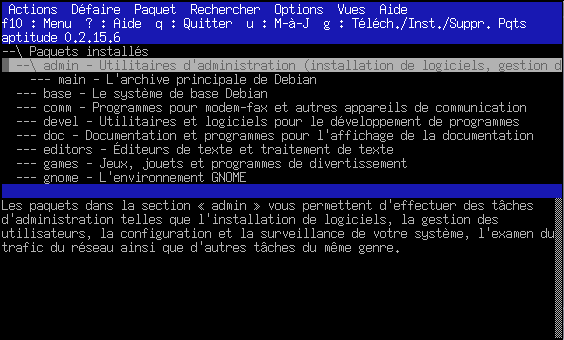 Actions  Défaire  Paquet  Rechercher  Options  Vues  Aide
f10 : Menu  ? : Aide  q : Quitter  u : M-à-J  g : Téléch./Inst./Suppr. Pqts
aptitude 0.2.15.6
--\ Paquets installés
--\ admin - Utilitaires d'administration (installation de logiciels, gestion d
--- main - L'archive principale de Debian
--- base - Le système de base Debian
--- comm - Programmes pour modem-fax et autres appareils de communication
--- devel - Utilitaires et logiciels pour le développement de programmes
--- doc - Documentation et programmes pour l'affichage de la documentation
--- editors - Éditeurs de texte et traitement de texte
--- games - Jeux, jouets et programmes de divertissement
--- gnome - L'environnement GNOME
Les paquets dans la section « admin » vous permettent d'effectuer des tâches
d'administration telles que l'installation de logiciels, la gestion des
utilisateurs, la configuration et la surveillance de votre système, l'examen du
trafic du réseau ainsi que d'autres tâches du même genre.